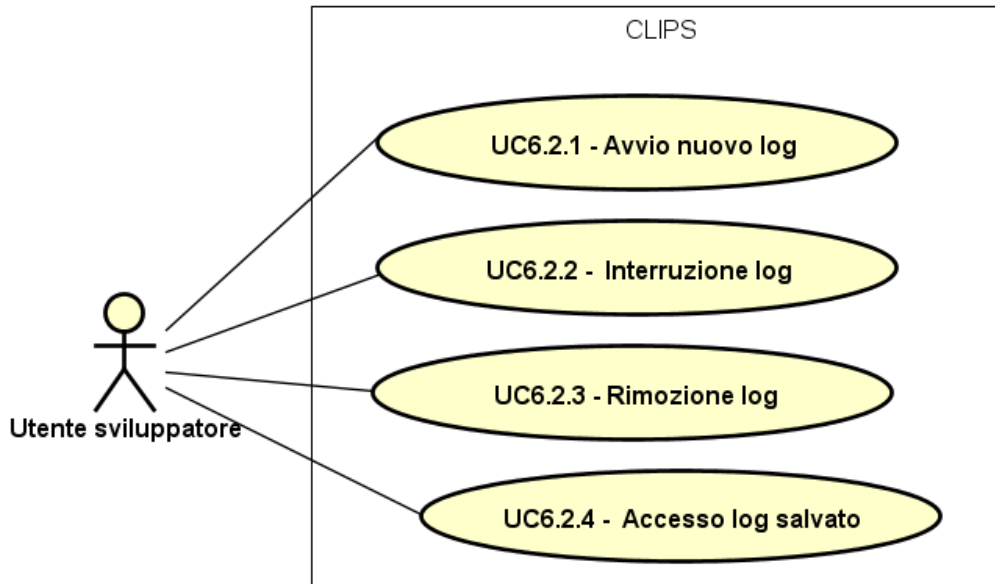 CLIPS
UC6.2.1 - Avvio nuovo log
UC6.2.2 - Interruzione log
UC6.2.3 - Rimozione log
UC6.2.4 - Accesso log salvato
Utente sviluppatore